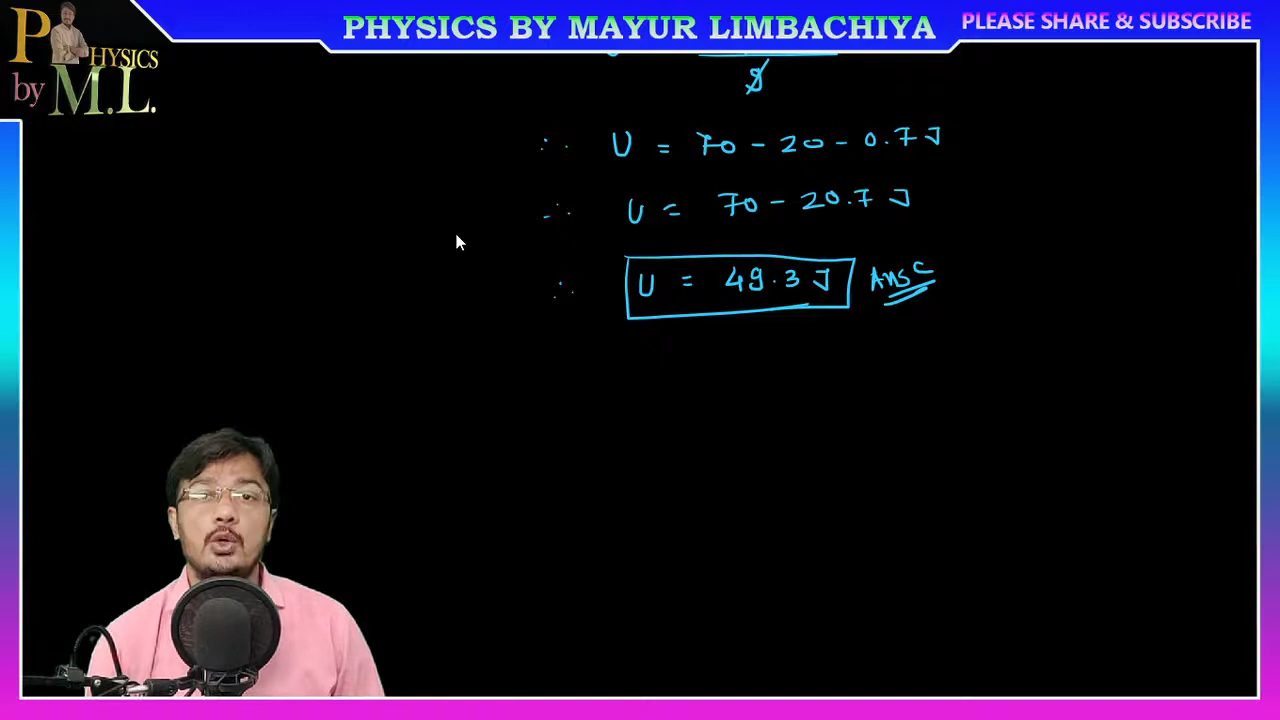 PHYSICS BY M.L.
PHYSICS BY MAYUR LIMBACHIYA
PLEASE SHARE & SUBSCRIBE
9
∴ U = 70 - 20 - 0.7 J
∴ U = 70 - 20.7 J
∴ U = 49.3 J Ans